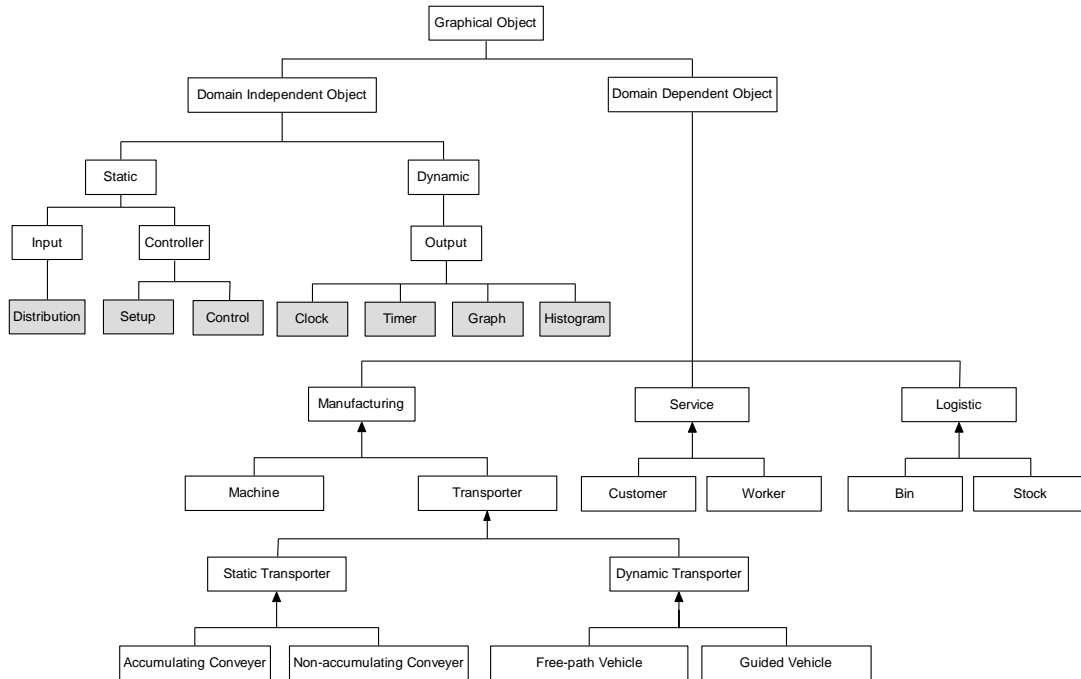 Graphical Object
Domain Independent Object
Domain Dependent Object
Static
Dynamic
Input
Controller
Output
Distribution
Setup
Control
Clock
Timer
Graph
Histogram
Manufacturing
Service
Logistic
Machine
Transporter
Customer
Worker
Bin
Stock
Static Transporter
Dynamic Transporter
Accumulating Conveyer
Non-accumulating Conveyer
Free-path Vehicle
Guided Vehicle